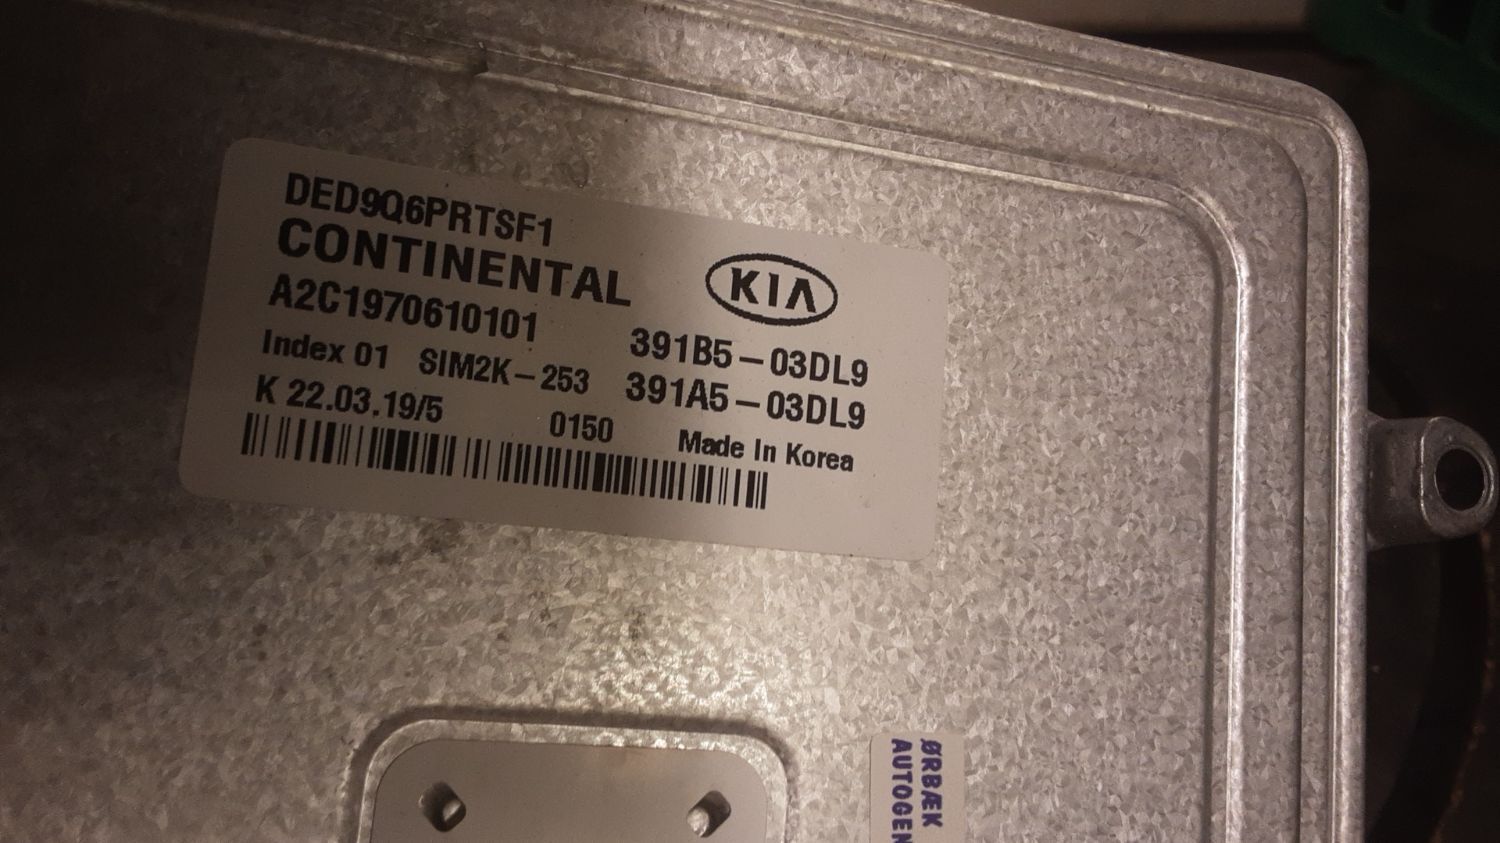 DED9Q6PRTSF1
CONTINENTAL
KIA
A2C1970610101
391B5-03DL9
Index 01 SIM2K-253
391A5-03DL9
K 22.03.19/5
0150
Made In Korea
ØRBÆK
AUTOGEN